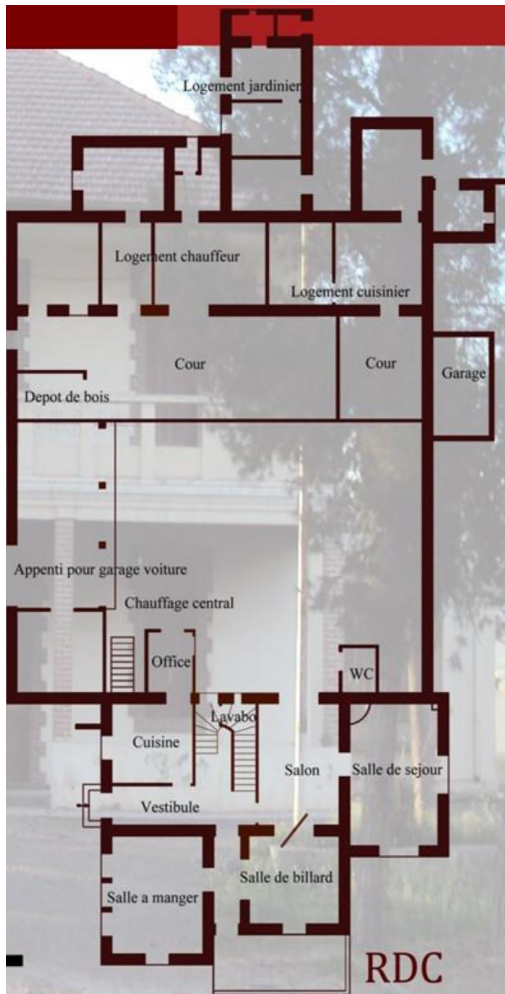 Logement jardinier
Logement chauffeur
Logement cuisinier
Cour
Cour
Garage
Depot de bois
Appenti pour garage voiture
Chauffage central
Office
WC
Lavabo
Cuisine
Salon
Salle de sejour
Vestibule
Salle a manger
Salle de billard
RDC